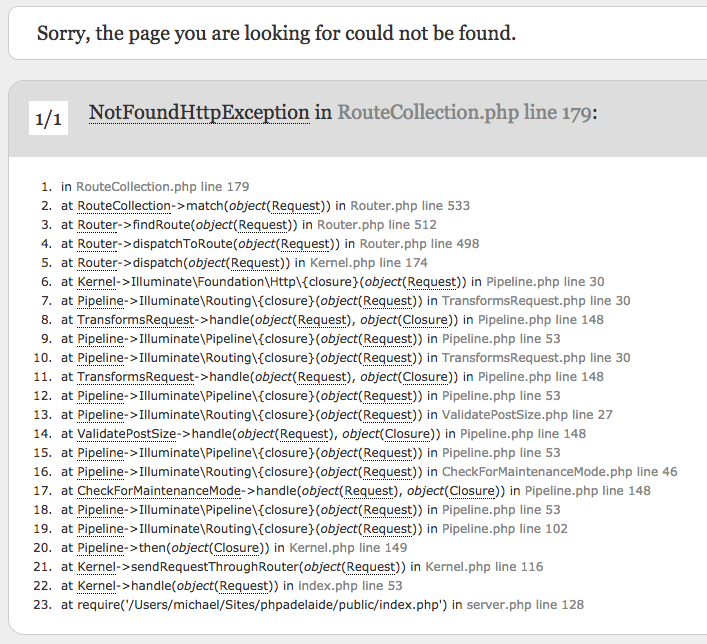 Sorry, the page you are looking for could not be found.
1/1 NotFoundHttpException in RouteCollection.php line 179:
1. in RouteCollection.php line 179
2. at RouteCollection->match(object(Request)) in Router.php line 533
3. at Router->findRoute(object(Request)) in Router.php line 512
4. at Router->dispatchToRoute(object(Request)) in Router.php line 498
5. at Router->dispatch(object(Request)) in Kernel.php line 174
6. at Kernel->Illuminate\Foundation\Http\{closure}(object(Request)) in Pipeline.php line 30
7. at Pipeline->Illuminate\Routing\{closure}(object(Request)) in TransformsRequest.php line 30
8. at TransformsRequest->handle(object(Request), object(Closure)) in Pipeline.php line 148
9. at Pipeline->Illuminate\Pipeline\{closure}(object(Request)) in Pipeline.php line 53
10. at Pipeline->Illuminate\Routing\{closure}(object(Request)) in TransformsRequest.php line 30
11. at TransformsRequest->handle(object(Request), object(Closure)) in Pipeline.php line 148
12. at Pipeline->Illuminate\Pipeline\{closure}(object(Request)) in Pipeline.php line 53
13. at Pipeline->Illuminate\Routing\{closure}(object(Request)) in ValidatePostSize.php line 27
14. at ValidatePostSize->handle(object(Request), object(Closure)) in Pipeline.php line 148
15. at Pipeline->Illuminate\Pipeline\{closure}(object(Request)) in Pipeline.php line 53
16. at Pipeline->Illuminate\Routing\{closure}(object(Request)) in CheckForMaintenanceMode.php line 46
17. at CheckForMaintenanceMode->handle(object(Request), object(Closure)) in Pipeline.php line 148
18. at Pipeline->Illuminate\Pipeline\{closure}(object(Request)) in Pipeline.php line 53
19. at Pipeline->Illuminate\Routing\{closure}(object(Request)) in Pipeline.php line 102
20. at Pipeline->then(object(Closure)) in Kernel.php line 149
21. at Kernel->sendRequestThroughRouter(object(Request)) in Kernel.php line 116
22. at Kernel->handle(object(Request)) in index.php line 53
23. at require('/Users/michael/Sites/phpadelaide/public/index.php') in server.php line 128